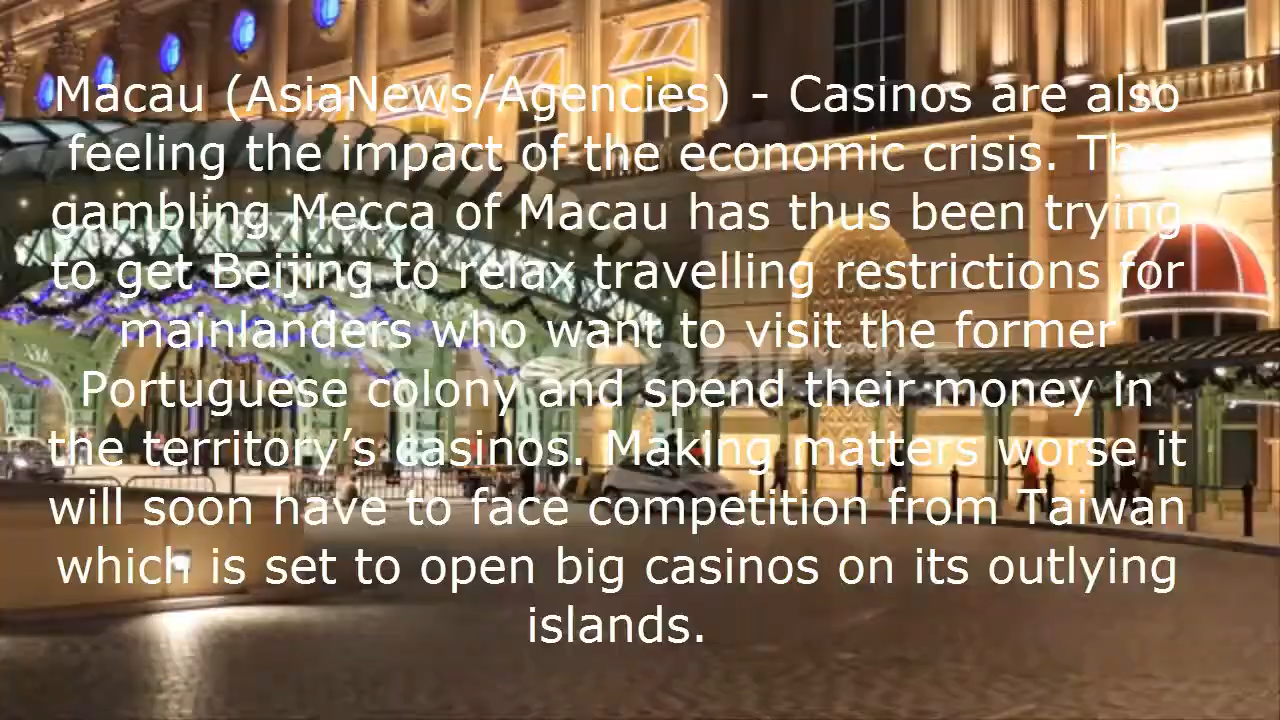 Macau (AsiaNews/Agencies) - Casinos are also
feeling the impact of the economic crisis. The
gambling Mecca of Macau has thus been trying
to get Beijing to relax travelling restrictions for
mainlanders who want to visit the former
Portuguese colony and spend their money in
the territory’s casinos. Making matters worse it
will soon have to face competition from Taiwan
which is set to open big casinos on its outlying
islands.